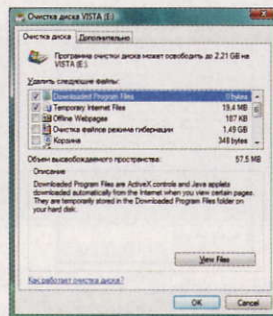 Очистка диска VISTA (E:)
Очистка диска Дополнительно
Программа очистки диска может освободить до 2,21 GB на
VISTA (E:).
Удалить следующие файлы:
Downloaded Program Files 0 bytes
Temporary Internet Files 19,4 MB
Offline Webpages 187 KB
Очистка файлов режима гибернации 1,49 GB
Корзина 348 bytes
Объем высвобождаемого пространства: 57,5 MB
Описание
Downloaded Program Files are ActiveX controls and Java applets
downloaded automatically from the Internet when you view certain pages.
They are temporarily stored in the Downloaded Program Files folder on
your hard disk.
View Files
Как работает очистка диска?
OK Cancel